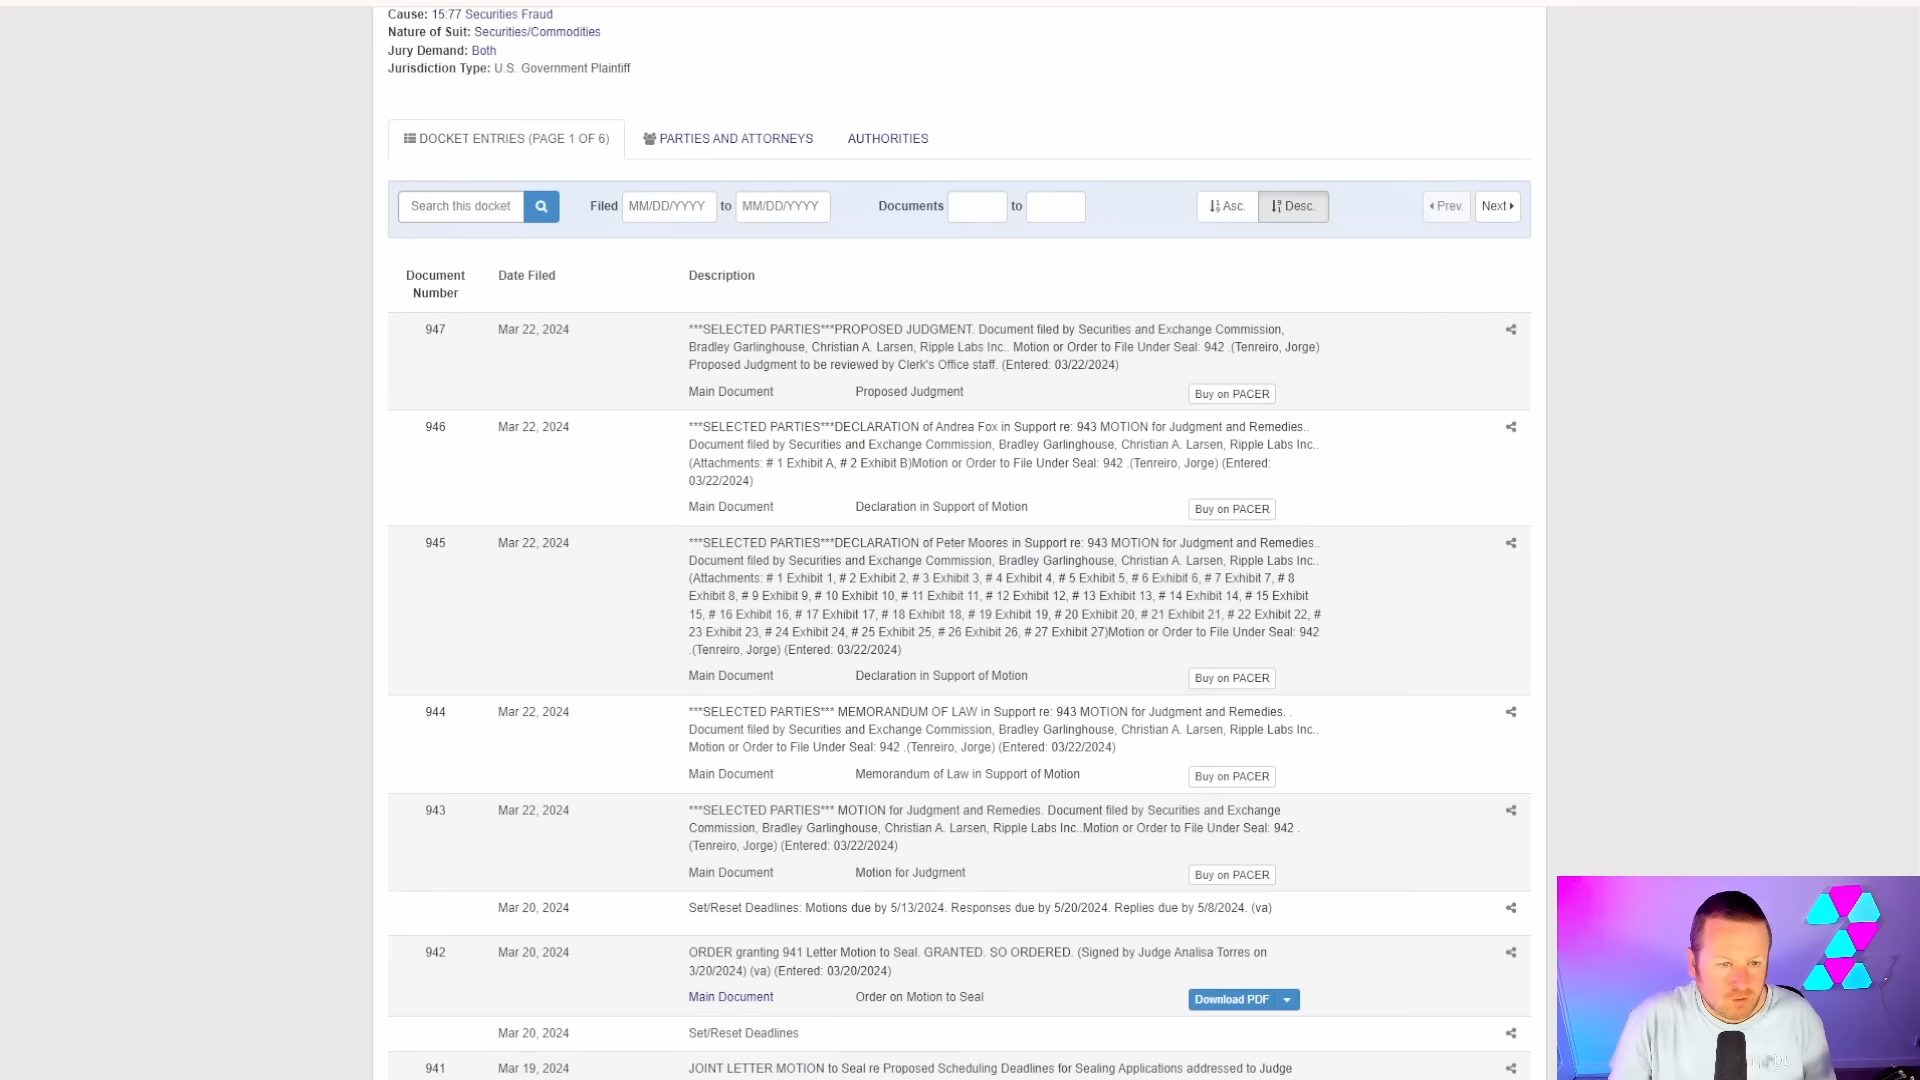 Cause: 15:77 Securities Fraud
Nature of Suit: Securities/Commodities
Jury Demand: Both
Jurisdiction Type: U.S. Government Plaintiff
DOCKET ENTRIES (PAGE 1 OF 6) PARTIES AND ATTORNEYS AUTHORITIES
Search this docket Filed MM/DD/YYYY to MM/DD/YYYY Documents to Asc. Desc. Prev. Next
Document Number Date Filed Description
947 Mar 22, 2024 ***SELECTED PARTIES***PROPOSED JUDGMENT. Document filed by Securities and Exchange Commission,
Bradley Garlinghouse, Christian A. Larsen, Ripple Labs Inc.. Motion or Order to File Under Seal: 942 .(Tenreiro, Jorge)
Proposed Judgment to be reviewed by Clerk's Office staff. (Entered: 03/22/2024)
Main Document Proposed Judgment Buy on PACER
946 Mar 22, 2024 ***SELECTED PARTIES***DECLARATION of Andrea Fox in Support re: 943 MOTION for Judgment and Remedies..
Document filed by Securities and Exchange Commission, Bradley Garlinghouse, Christian A. Larsen, Ripple Labs Inc..
(Attachments: # 1 Exhibit A, # 2 Exhibit B)Motion or Order to File Under Seal: 942 .(Tenreiro, Jorge) (Entered:
03/22/2024)
Main Document Declaration in Support of Motion Buy on PACER
945 Mar 22, 2024 ***SELECTED PARTIES***DECLARATION of Peter Moores in Support re: 943 MOTION for Judgment and Remedies..
Document filed by Securities and Exchange Commission, Bradley Garlinghouse, Christian A. Larsen, Ripple Labs Inc..
(Attachments: # 1 Exhibit 1, # 2 Exhibit 2, # 3 Exhibit 3, # 4 Exhibit 4, # 5 Exhibit 5, # 6 Exhibit 6, # 7 Exhibit 7, # 8
Exhibit 8, # 9 Exhibit 9, # 10 Exhibit 10, # 11 Exhibit 11, # 12 Exhibit 12, # 13 Exhibit 13, # 14 Exhibit 14, # 15 Exhibit
15, # 16 Exhibit 16, # 17 Exhibit 17, # 18 Exhibit 18, # 19 Exhibit 19, # 20 Exhibit 20, # 21 Exhibit 21, # 22 Exhibit 22, #
23 Exhibit 23, # 24 Exhibit 24, # 25 Exhibit 25, # 26 Exhibit 26, # 27 Exhibit 27)Motion or Order to File Under Seal: 942
.(Tenreiro, Jorge) (Entered: 03/22/2024)
Main Document Declaration in Support of Motion Buy on PACER
944 Mar 22, 2024 ***SELECTED PARTIES*** MEMORANDUM OF LAW in Support re: 943 MOTION for Judgment and Remedies. .
Document filed by Securities and Exchange Commission, Bradley Garlinghouse, Christian A. Larsen, Ripple Labs Inc..
Motion or Order to File Under Seal: 942 .(Tenreiro, Jorge) (Entered: 03/22/2024)
Main Document Memorandum of Law in Support of Motion Buy on PACER
943 Mar 22, 2024 ***SELECTED PARTIES*** MOTION for Judgment and Remedies. Document filed by Securities and Exchange
Commission, Bradley Garlinghouse, Christian A. Larsen, Ripple Labs Inc..Motion or Order to File Under Seal: 942 .
(Tenreiro, Jorge) (Entered: 03/22/2024)
Main Document Motion for Judgment Buy on PACER
Mar 20, 2024 Set/Reset Deadlines: Motions due by 5/13/2024. Responses due by 5/20/2024. Replies due by 5/8/2024. (va)
942 Mar 20, 2024 ORDER granting 941 Letter Motion to Seal. GRANTED. SO ORDERED. (Signed by Judge Analisa Torres on
3/20/2024) (va) (Entered: 03/20/2024)
Main Document Order on Motion to Seal Download PDF
Mar 20, 2024 Set/Reset Deadlines
941 Mar 19, 2024 JOINT LETTER MOTION to Seal re Proposed Scheduling Deadlines for Sealing Applications addressed to Judge